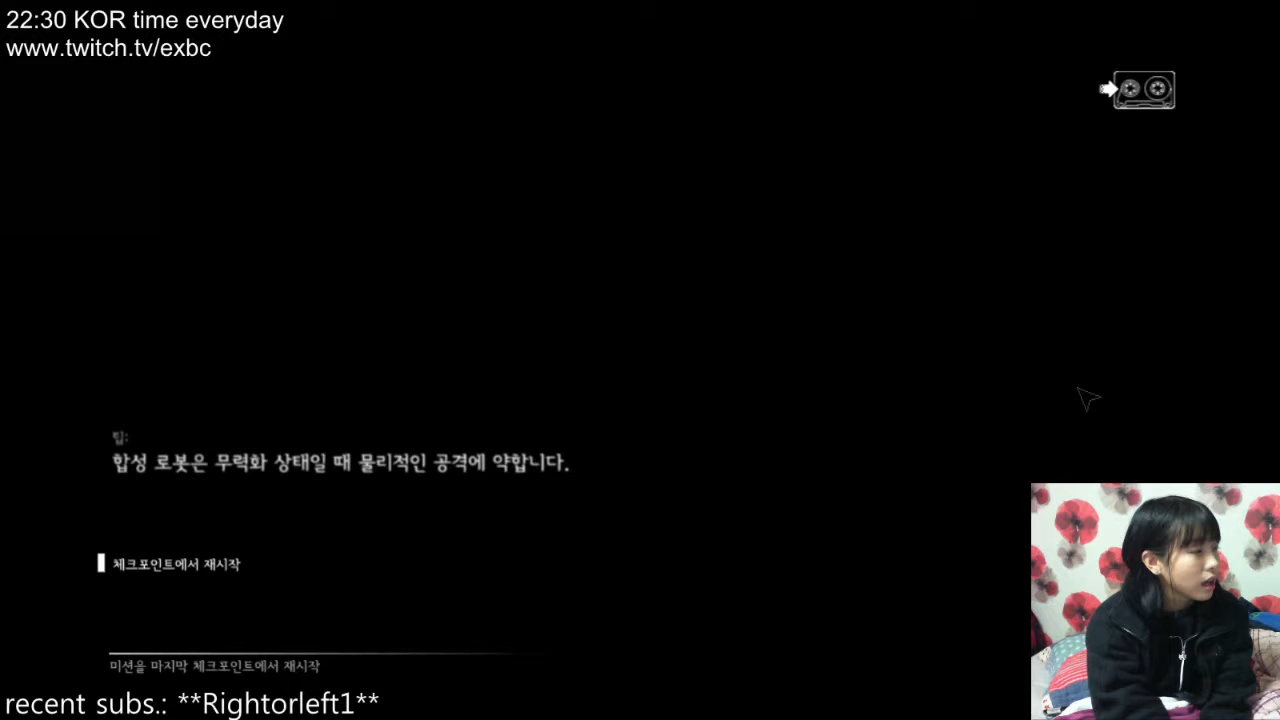 22:30 KOR time everyday
www.twitch.tv/exbc
팁:
합성 로봇은 무력화 상태일 때 물리적인 공격에 약합니다.
체크포인트에서 재시작
미션을 마지막 체크포인트에서 재시작
recent subs.: **Rightorleft1**